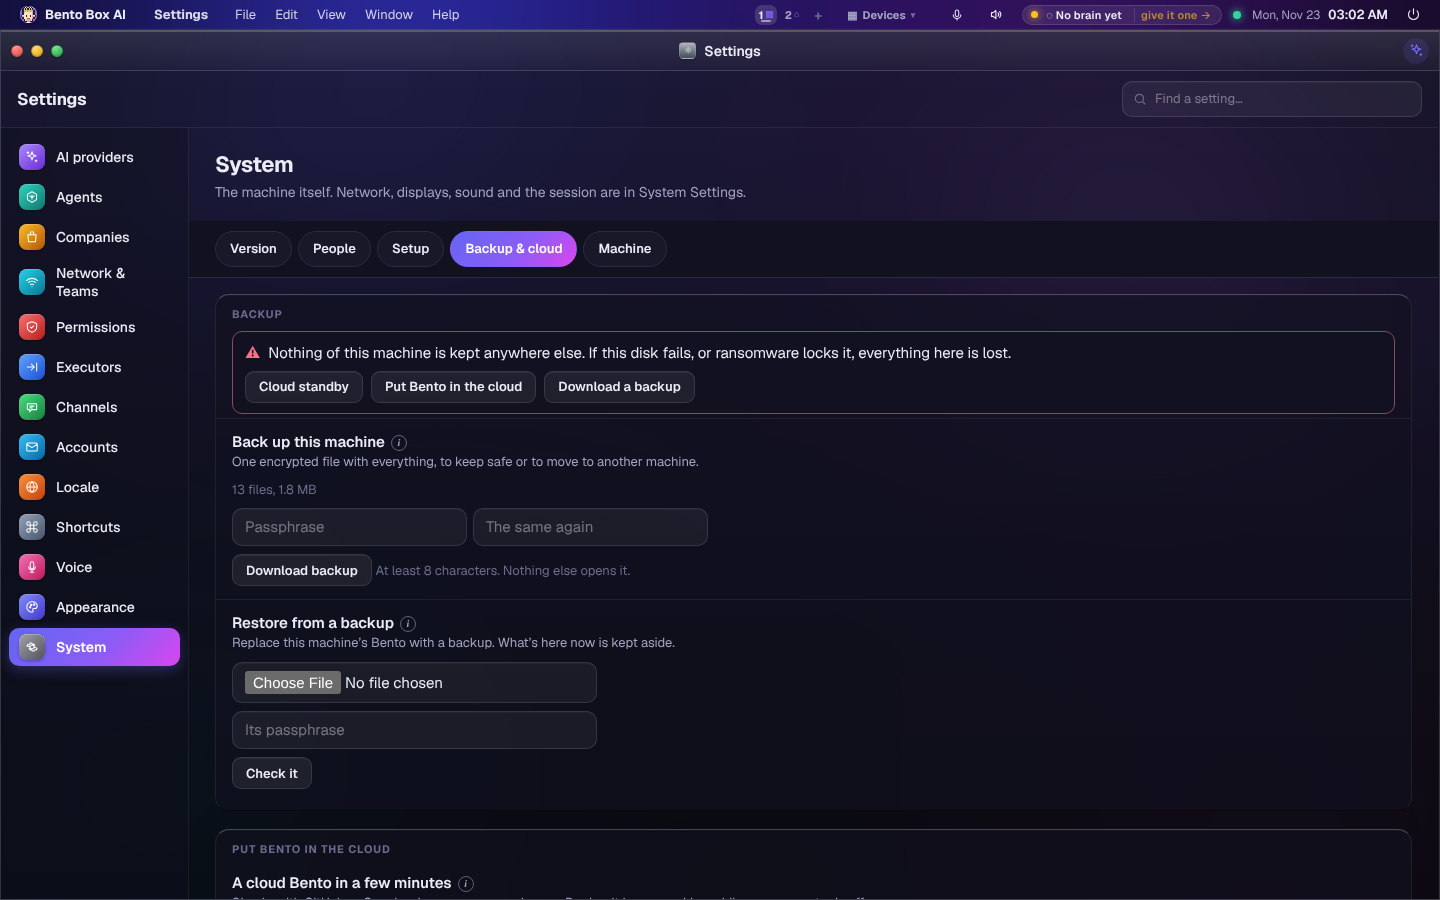 Bento Box AI Settings File Edit View Window Help 1 2 + Devices No brain yet give it one → Mon, Nov 23 03:02 AM
Settings
Settings
Find a setting...
AI providers
Agents
Companies
Network &
Teams
Permissions
Executors
Channels
Accounts
Locale
Shortcuts
Voice
Appearance
System
System
The machine itself. Network, displays, sound and the session are in System Settings.
Version People Setup Backup & cloud Machine
BACKUP
Nothing of this machine is kept anywhere else. If this disk fails, or ransomware locks it, everything here is lost.
Cloud standby Put Bento in the cloud Download a backup
Back up this machine i
One encrypted file with everything, to keep safe or to move to another machine.
13 files, 1.8 MB
Passphrase The same again
Download backup At least 8 characters. Nothing else opens it.
Restore from a backup i
Replace this machine's Bento with a backup. What's here now is kept aside.
Choose File No file chosen
Its passphrase
Check it
PUT BENTO IN THE CLOUD
A cloud Bento in a few minutes i